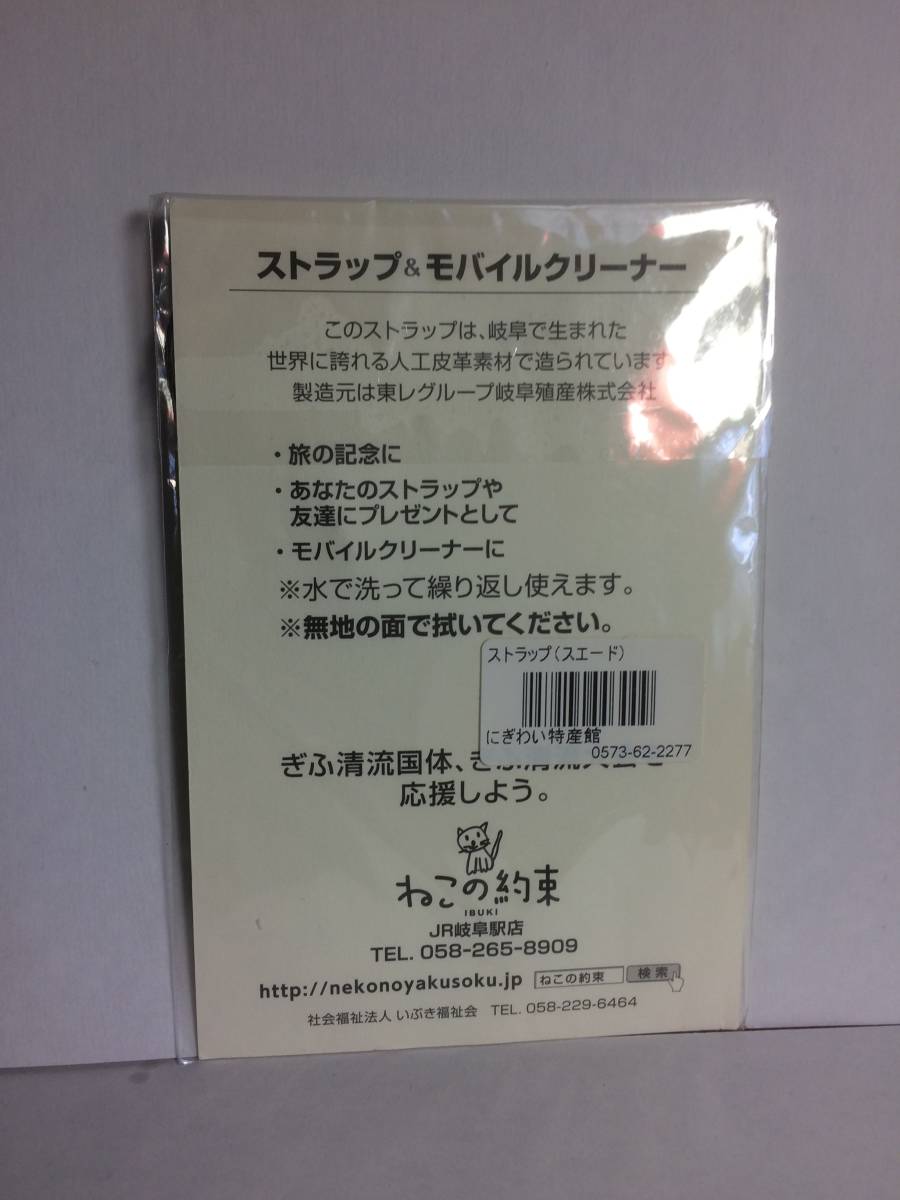 ストラップ&モバイルクリーナー
このストラップは、岐阜で生まれた
世界に誇れる人工皮革素材で造られています
製造元は東レグループ岐阜殖産株式会社
・旅の記念に
・あなたのストラップや
友達にプレゼントとして
・モバイルクリーナーに
※水で洗って繰り返し使えます。
※無地の面で拭いてください。
ストラップ(スエード)
にぎわい特産館
0573-62-2277
ぎふ清流国体、
応援しよう。
ねこの約束
IBUKI
JR岐阜駅店
TEL. 058-265-8909
http://nekonoyakusoku.jp ねこの約束 検索
社会福祉法人 いぶき福祉会 TEL. 058-229-6464